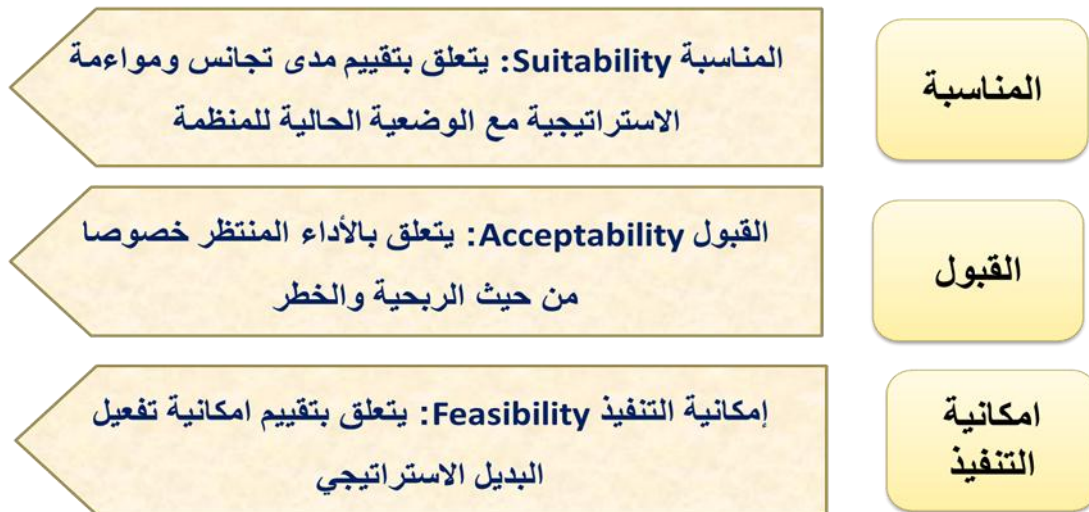 المناسبة
المناسبة Suitability: يتعلق بتقييم مدى تجانس ومواءمة
الاستراتيجية مع الوضعية الحالية للمنظمة
القبول
القبول Acceptability: يتعلق بالأداء المنتظر خصوصا
من حيث الربحية والخطر
امكانية
التنفيذ
إمكانية التنفيذ Feasibility: يتعلق بتقييم امكانية تفعيل
البديل الاستراتيجي